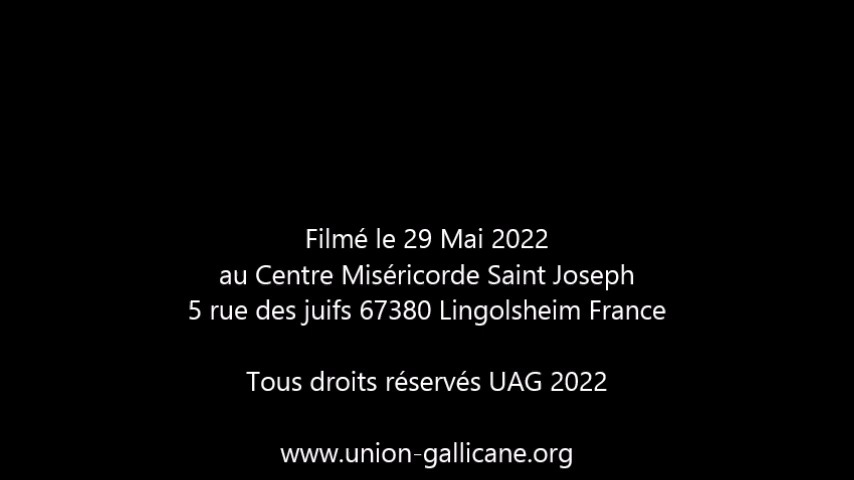 Filmé le 29 Mai 2022
au Centre Miséricorde Saint Joseph
5 rue des juifs 67380 Lingolsheim France
Tous droits réservés UAG 2022
www.union-gallicane.org